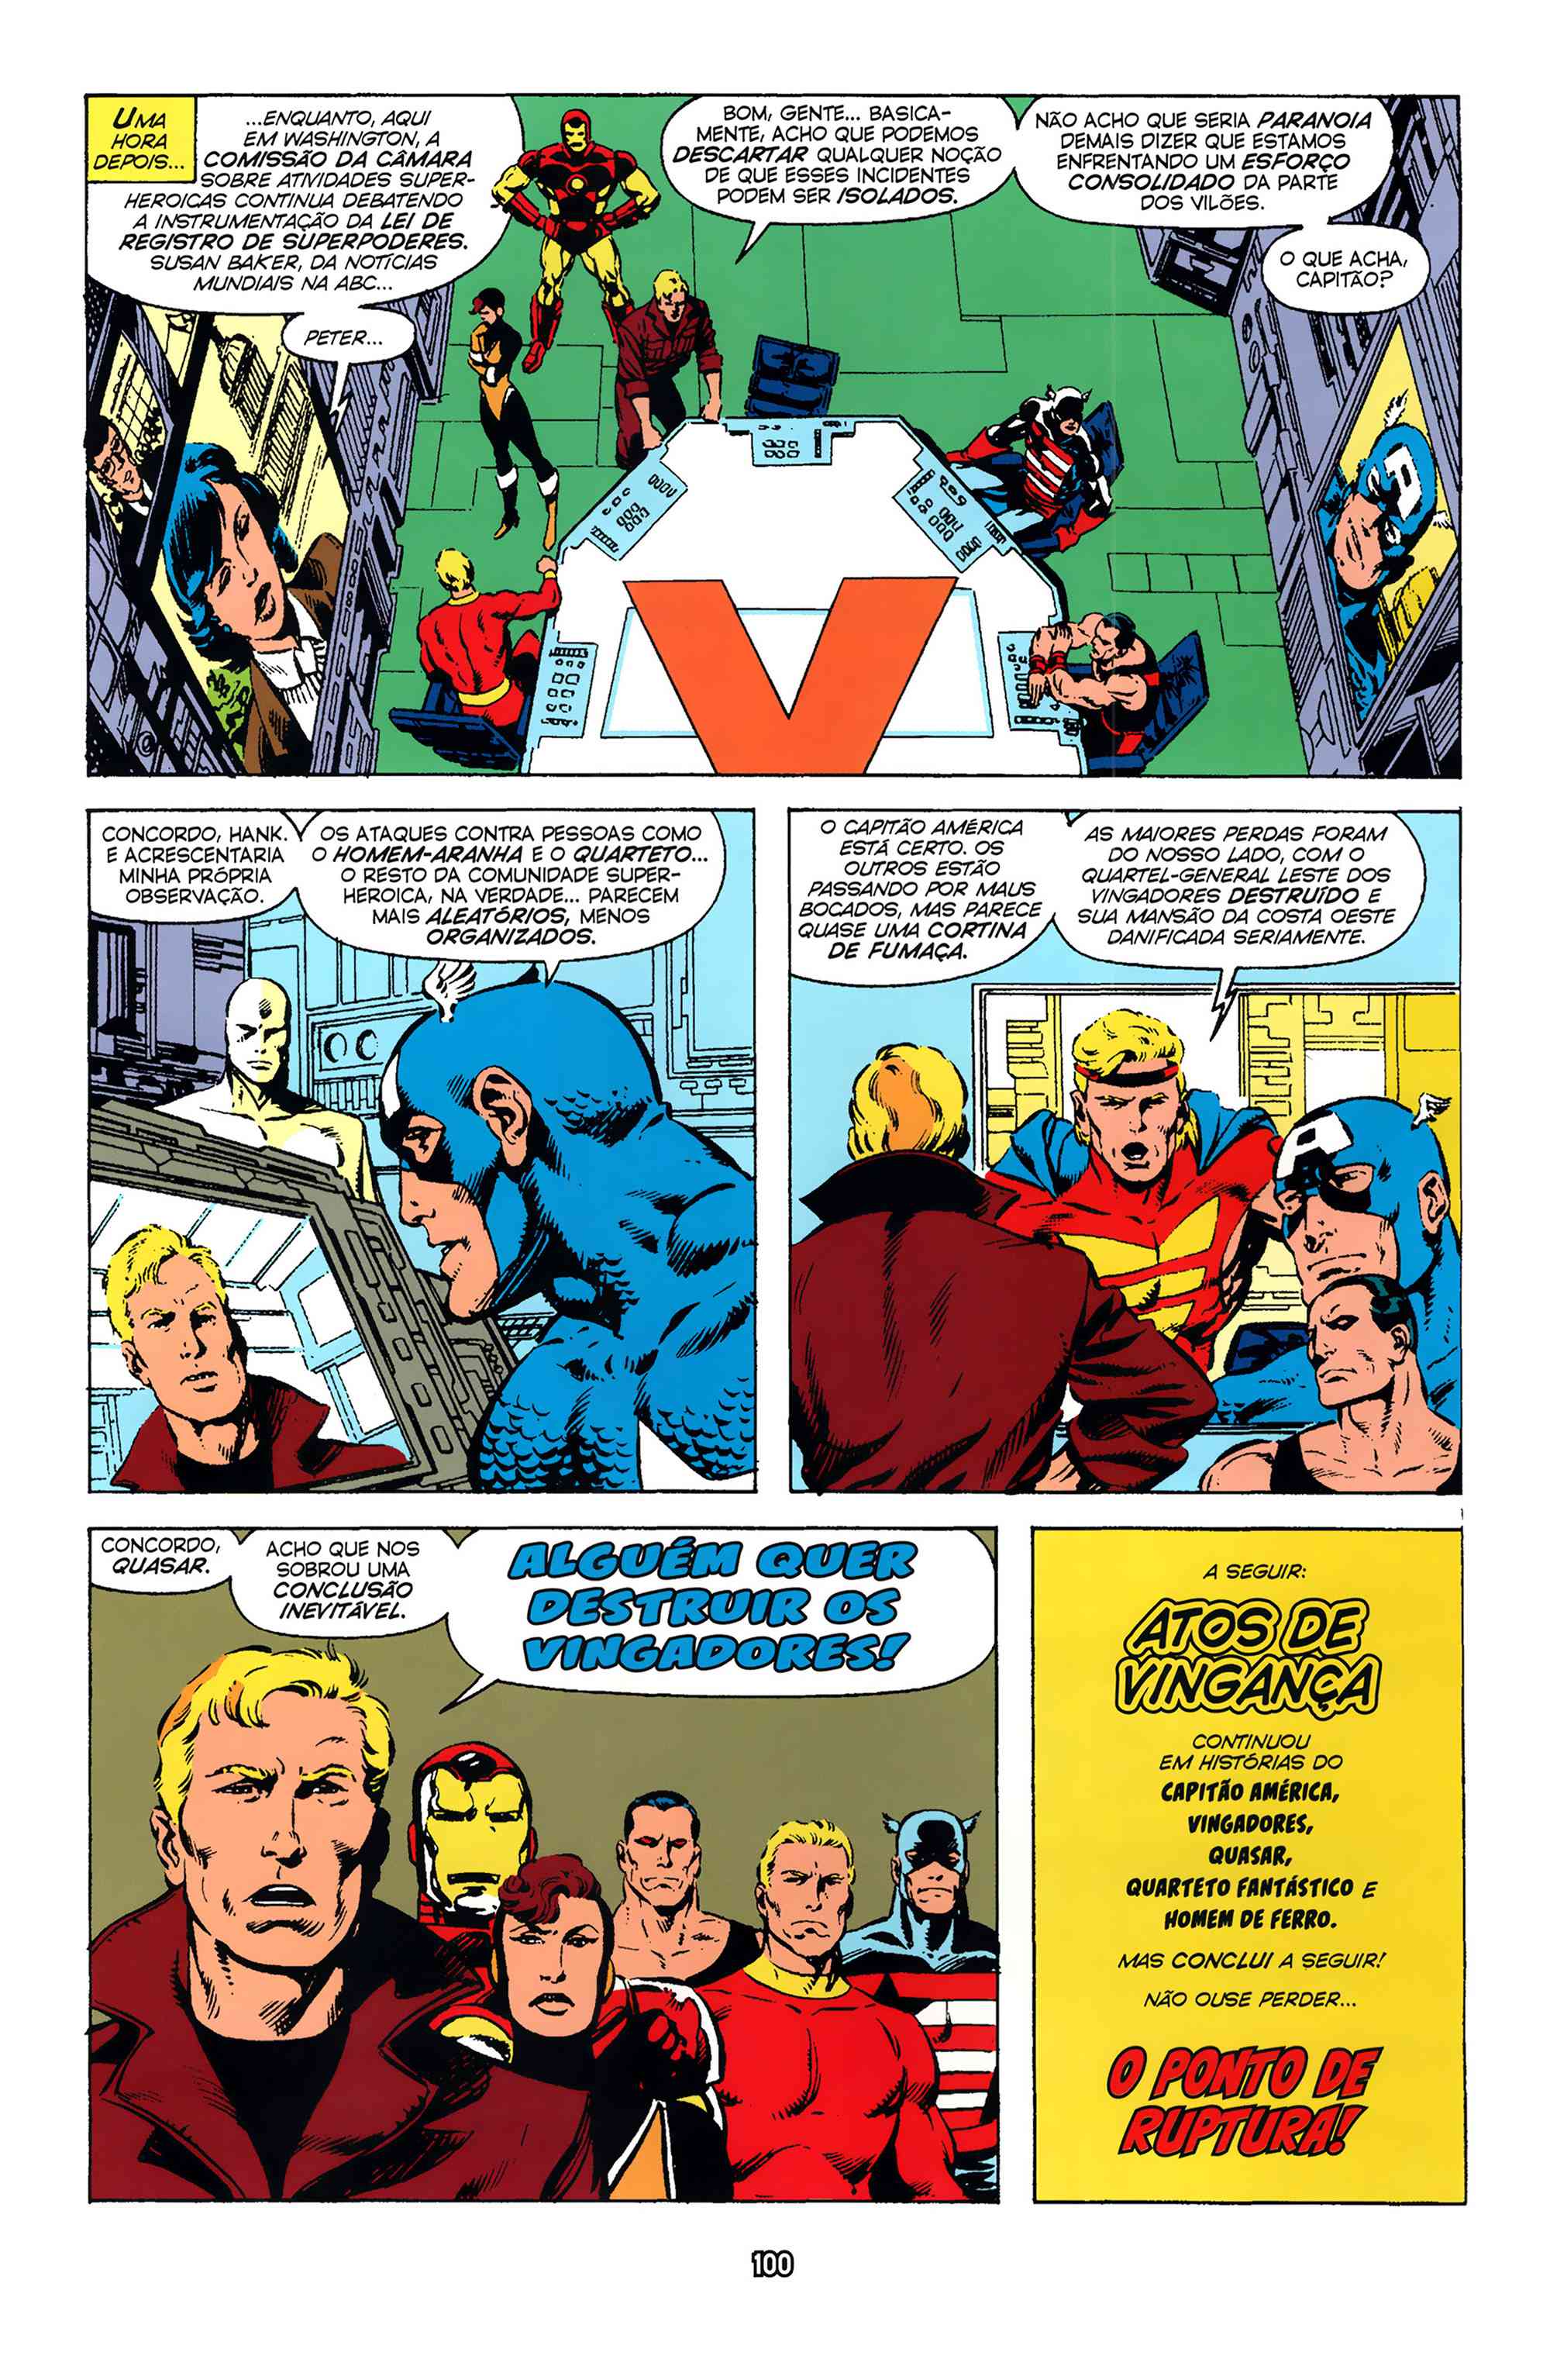 UMA
HORA
DEPOIS...
...ENQUANTO, AQUI
EM WASHINGTON, A
COMISSÃO DA CÂMARA
SOBRE ATIVIDADES SUPER-
HEROICAS CONTINUA DEBATENDO
A INSTRUMENTAÇÃO DA LEI DE
REGISTRO DE SUPERPODERES.
SUSAN BAKER, DA NOTÍCIAS
MUNDIAIS NA ABC...
PETER...
BOM, GENTE... BASICA-
MENTE, ACHO QUE PODEMOS
DESCARTAR QUALQUER NOÇÃO
DE QUE ESSES INCIDENTES
PODEM SER ISOLADOS.
NÃO ACHO QUE SERIA PARANOIA
DEMAIS DIZER QUE ESTAMOS
ENFRENTANDO UM ESFORÇO
CONSOLIDADO DA PARTE
DOS VILÕES.
O QUE ACHA,
CAPITÃO?
V
CONCORDO, HANK.
E ACRESCENTARIA
MINHA PRÓPRIA
OBSERVAÇÃO.
OS ATAQUES CONTRA PESSOAS COMO
O HOMEM-ARANHA E O QUARTETO...
O RESTO DA COMUNIDADE SUPER-
HEROICA, NA VERDADE... PARECEM
MAIS ALEATÓRIOS, MENOS
ORGANIZADOS.
O CAPITÃO AMÉRICA
ESTÁ CERTO. OS
OUTROS ESTÃO
PASSANDO POR MAUS
BOCADOS, MAS PARECE
QUASE UMA CORTINA
DE FUMAÇA.
AS MAIORES PERDAS FORAM
DO NOSSO LADO, COM O
QUARTEL-GENERAL LESTE DOS
VINGADORES DESTRUÍDO E
SUA MANSÃO DA COSTA OESTE
DANIFICADA SERIAMENTE.
A
CONCORDO,
QUASAR.
ACHO QUE NOS
SOBROU UMA
CONCLUSÃO
INEVITÁVEL.
ALGUÉM QUER
DESTRUIR OS
VINGADORES!
A SEGUIR:
ATOS DE
VINGANÇA
CONTINUOU
EM HISTÓRIAS DO
CAPITÃO AMÉRICA,
VINGADORES,
QUASAR,
QUARTETO FANTÁSTICO E
HOMEM DE FERRO.
MAS CONCLUI A SEGUIR!
NÃO OUSE PERDER...
O PONTO DE
RUPTURA!
100